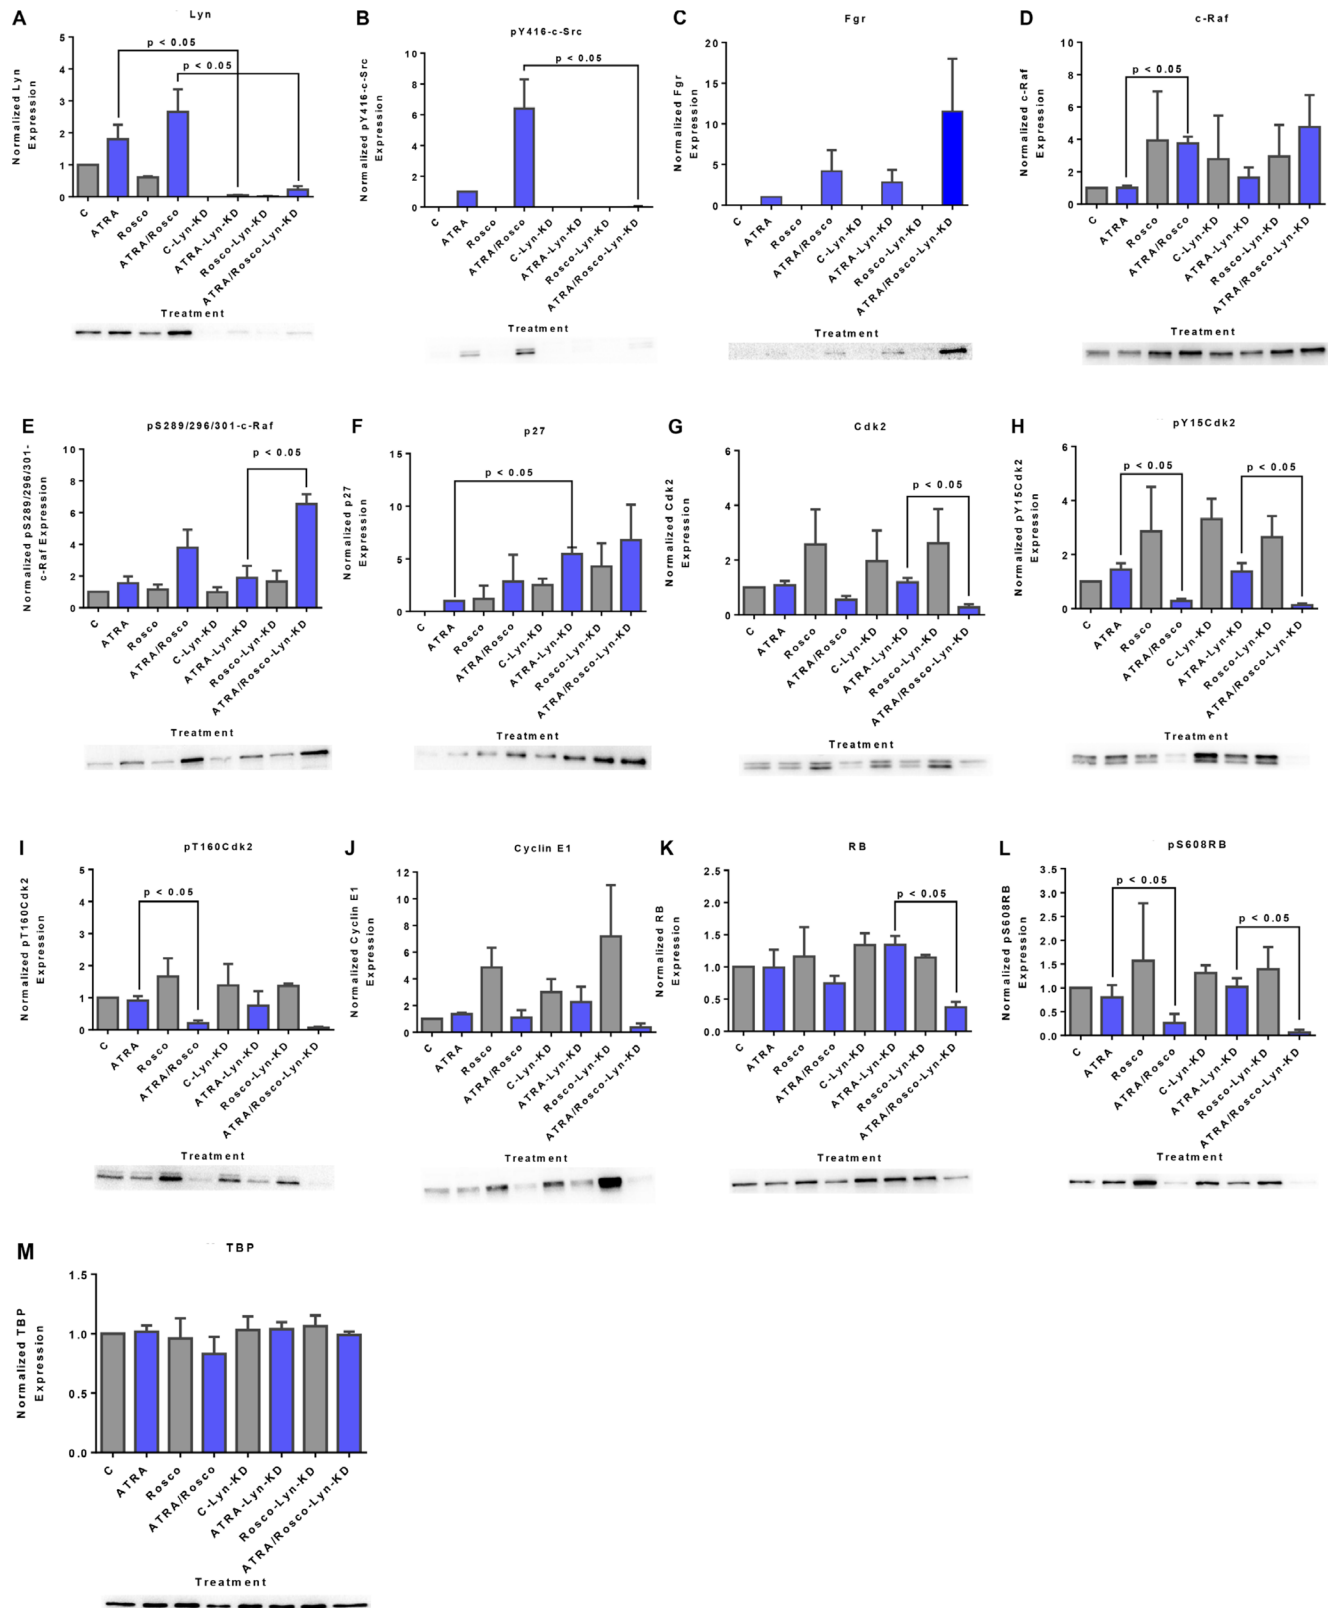 A
Lyn
Normalized Lyn
Expression
5
4
3
2
1
0
p < 0.05
p < 0.05
C
ATRA
Rosco
ATRA/Rosco
C-Lyn-KD
ATRA-Lyn-KD
Rosco-Lyn-KD
ATRA/Rosco-Lyn-KD
Treatment
B
pY416-c-Src
Normalized pY416-c-Src
Expression
10
8
6
4
2
0
p < 0.05
C
ATRA
Rosco
ATRA/Rosco
C-Lyn-KD
ATRA-Lyn-KD
Rosco-Lyn-KD
ATRA/Rosco-Lyn-KD
Treatment
C
Fgr
Normalized Fgr
Expression
20
15
10
5
0
C
ATRA
Rosco
ATRA/Rosco
C-Lyn-KD
ATRA-Lyn-KD
Rosco-Lyn-KD
ATRA/Rosco-Lyn-KD
Treatment
D
c-Raf
Normalized c-Raf
Expression
10
8
6
4
2
0
p < 0.05
C
ATRA
Rosco
ATRA/Rosco
C-Lyn-KD
ATRA-Lyn-KD
Rosco-Lyn-KD
ATRA/Rosco-Lyn-KD
Treatment
E
pS289/296/301-c-Raf
Normalized pS289/296/301-
c-Raf Expression
10
8
6
4
2
0
p < 0.05
C
ATRA
Rosco
ATRA/Rosco
C-Lyn-KD
ATRA-Lyn-KD
Rosco-Lyn-KD
ATRA/Rosco-Lyn-KD
Treatment
F
p27
Normalized p27
Expression
15
10
5
0
p < 0.05
C
ATRA
Rosco
ATRA/Rosco
C-Lyn-KD
ATRA-Lyn-KD
Rosco-Lyn-KD
ATRA/Rosco-Lyn-KD
Treatment
G
Cdk2
Normalized Cdk2
Expression
6
4
2
0
p < 0.05
C
ATRA
Rosco
ATRA/Rosco
C-Lyn-KD
ATRA-Lyn-KD
Rosco-Lyn-KD
ATRA/Rosco-Lyn-KD
Treatment
H
pY15Cdk2
Normalized pY15Cdk2
Expression
6
4
2
0
p < 0.05
p < 0.05
C
ATRA
Rosco
ATRA/Rosco
C-Lyn-KD
ATRA-Lyn-KD
Rosco-Lyn-KD
ATRA/Rosco-Lyn-KD
Treatment
I
pT160Cdk2
Normalized pT160Cdk2
Expression
5
4
3
2
1
0
p < 0.05
C
ATRA
Rosco
ATRA/Rosco
C-Lyn-KD
ATRA-Lyn-KD
Rosco-Lyn-KD
ATRA/Rosco-Lyn-KD
Treatment
J
Cyclin E1
Normalized Cyclin E1
Expression
12
10
8
6
4
2
0
C
ATRA
Rosco
ATRA/Rosco
C-Lyn-KD
ATRA-Lyn-KD
Rosco-Lyn-KD
ATRA/Rosco-Lyn-KD
Treatment
K
RB
Normalized RB
Expression
2.5
2.0
1.5
1.0
0.5
0.0
p < 0.05
C
ATRA
Rosco
ATRA/Rosco
C-Lyn-KD
ATRA-Lyn-KD
Rosco-Lyn-KD
ATRA/Rosco-Lyn-KD
Treatment
L
pS608RB
Normalized pS608RB
Expression
3.5
3.0
2.5
2.0
1.5
1.0
0.5
0.0
p < 0.05
p < 0.05
C
ATRA
Rosco
ATRA/Rosco
C-Lyn-KD
ATRA-Lyn-KD
Rosco-Lyn-KD
ATRA/Rosco-Lyn-KD
Treatment
M
TBP
Normalized TBP
Expression
1.5
1.0
0.5
0.0
C
ATRA
Rosco
ATRA/Rosco
C-Lyn-KD
ATRA-Lyn-KD
Rosco-Lyn-KD
ATRA/Rosco-Lyn-KD
Treatment